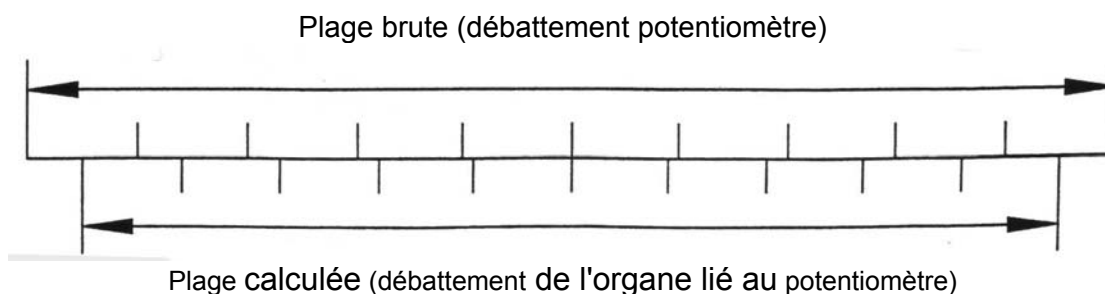 Plage brute (débattement potentiomètre)
Plage calculée (débattement de l'organe lié au potentiomètre)